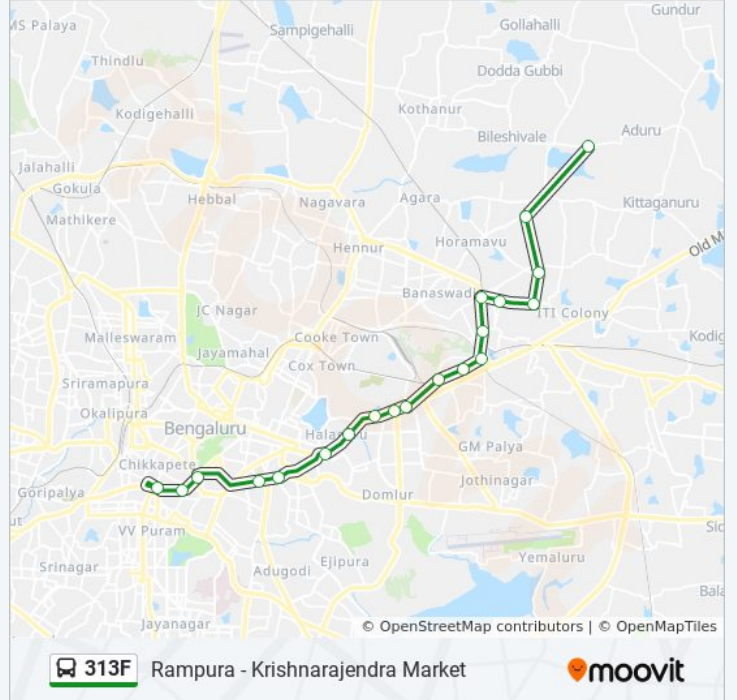 Gundur
MS Palaya
Sampigehalli
Gollahalli
Thindlu
Dodda Gubbi
Kodigehalli
Kothanur
Bileshivale
Aduru
Jalahalli
Gokula
Hebbal
Nagavara
Agara
Kittaganuru
Mathikere
Hennur
Horamavu
Old M
Banaswadi
JC Nagar
ITI Colony
Malleswaram
Cooke Town
Kodig
Jayamahal
Cox Town
Sriramapura
Okalipura
Bengaluru
Halasuru
GM Palya
Chikkapete
Jothinagar
Goripalya
Domlur
ut
Sid
VV Puram
Srinagar
Ejipura
Yemaluru
Adugodi
Bala
Jayanagar
© OpenStreetMap contributors | © OpenMapTiles
313F Rampura - Krishnarajendra Market
moovit